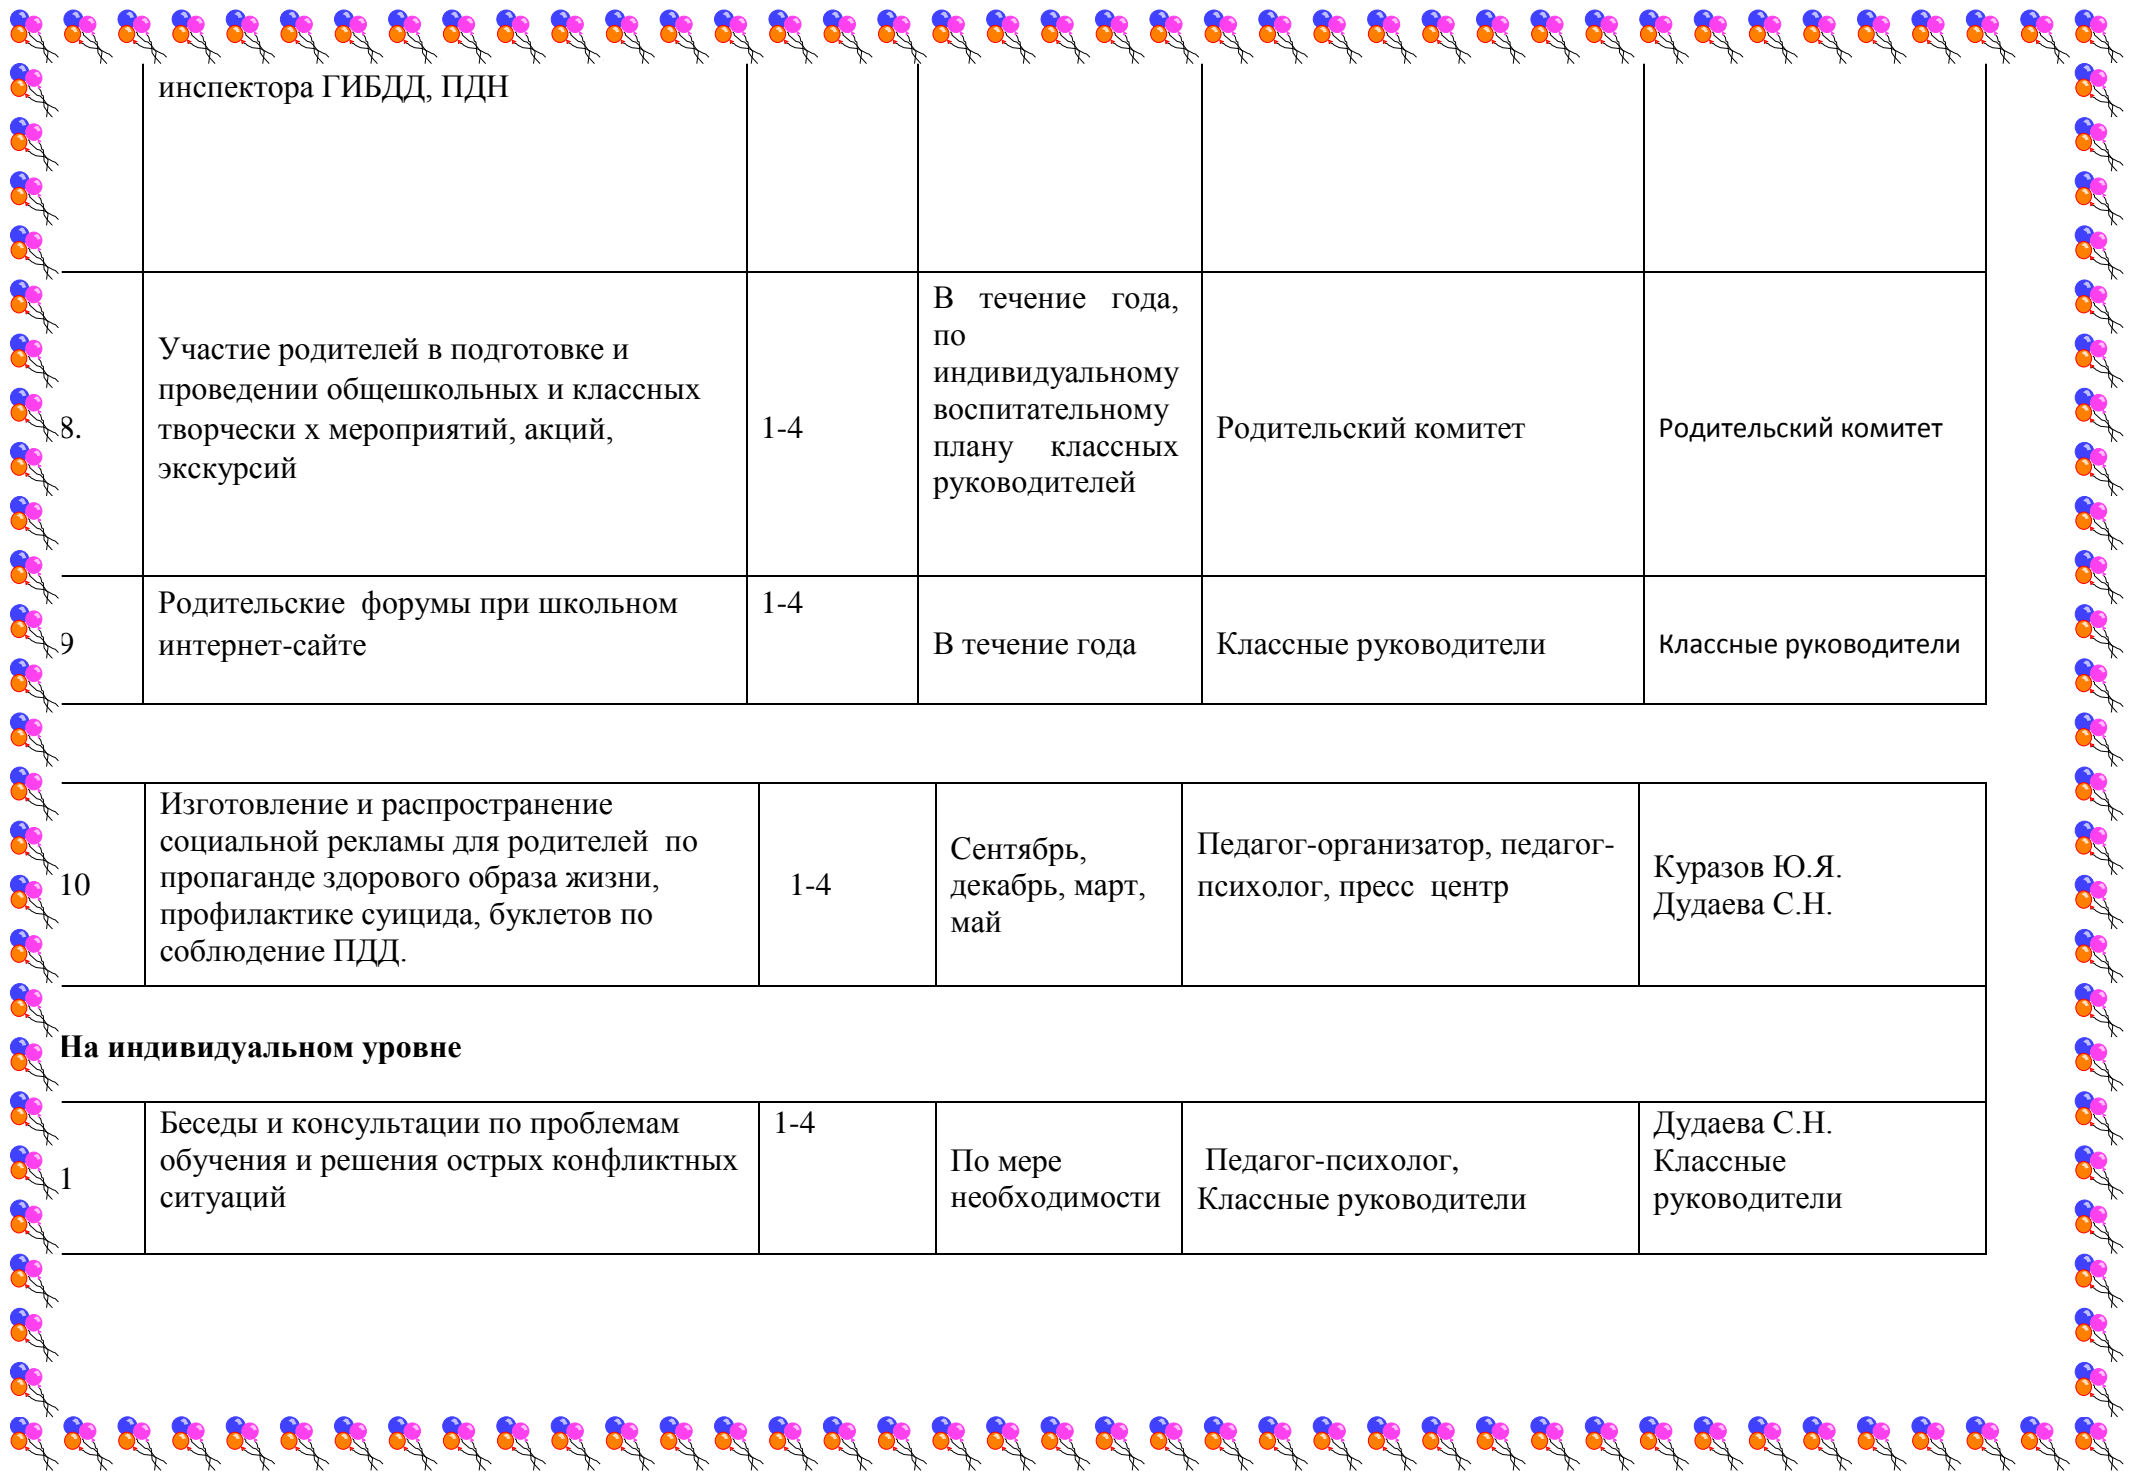 инспектора ГИБДД, ПДН
8.
Участие родителей в подготовке и
проведении общешкольных и классных
творчески х мероприятий, акций,
экскурсий
1-4
В течение года,
по
индивидуальному
воспитательному
плану классных
руководителей
Родительский комитет
Родительский комитет
9
Родительские форумы при школьном
интернет-сайте
1-4
В течение года
Классные руководители
Классные руководители
10
Изготовление и распространение
социальной рекламы для родителей по
пропаганде здорового образа жизни,
профилактике суицида, буклетов по
соблюдение ПДД.
1-4
Сентябрь,
декабрь, март,
май
Педагог-организатор, педагог-
психолог, пресс центр
Куразов Ю.Я.
Дудаева С.Н.
На индивидуальном уровне
1
Беседы и консультации по проблемам
обучения и решения острых конфликтных
ситуаций
1-4
По мере
необходимости
Педагог-психолог,
Классные руководители
Дудаева С.Н.
Классные
руководители